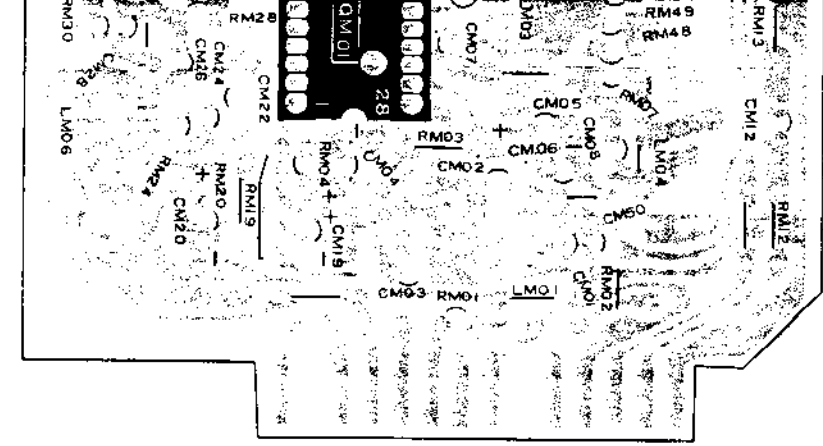 RM30
RM28
QM01
28
CM03
CM07
RM49
RM48
RM13
CM28
CM26
CM24
CM22
LM06
CM05
RM07
CM12
RM03
CM06
CM08
LM04
CM02
RM04
CM04
RM24
RM20
RM19
CM20
CM19
CM50
RM12
CM03
RM01
LM01
CM01
RM02